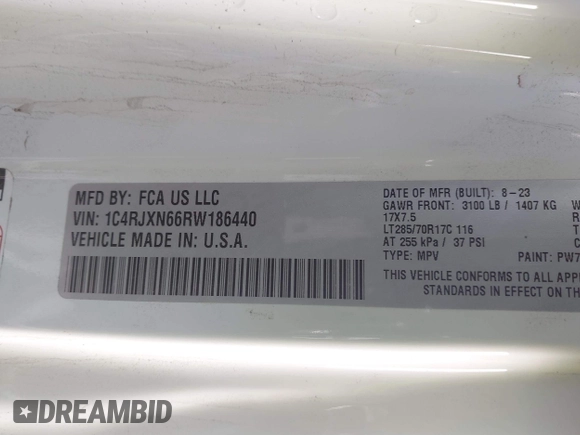 MFD BY: FCA US LLC
VIN: 1C4RJXN66RW186440
VEHICLE MADE IN: U.S.A.
DATE OF MFR (BUILT): 8-23
GAWR FRONT: 3100 LB / 1407 KG
17X7.5
LT285/70R17C 116
AT 255 kPa / 37 PSI
TYPE: MPV PAINT: PW7
THIS VEHICLE CONFORMS TO ALL APP
STANDARDS IN EFFECT ON THE
DREAMBID